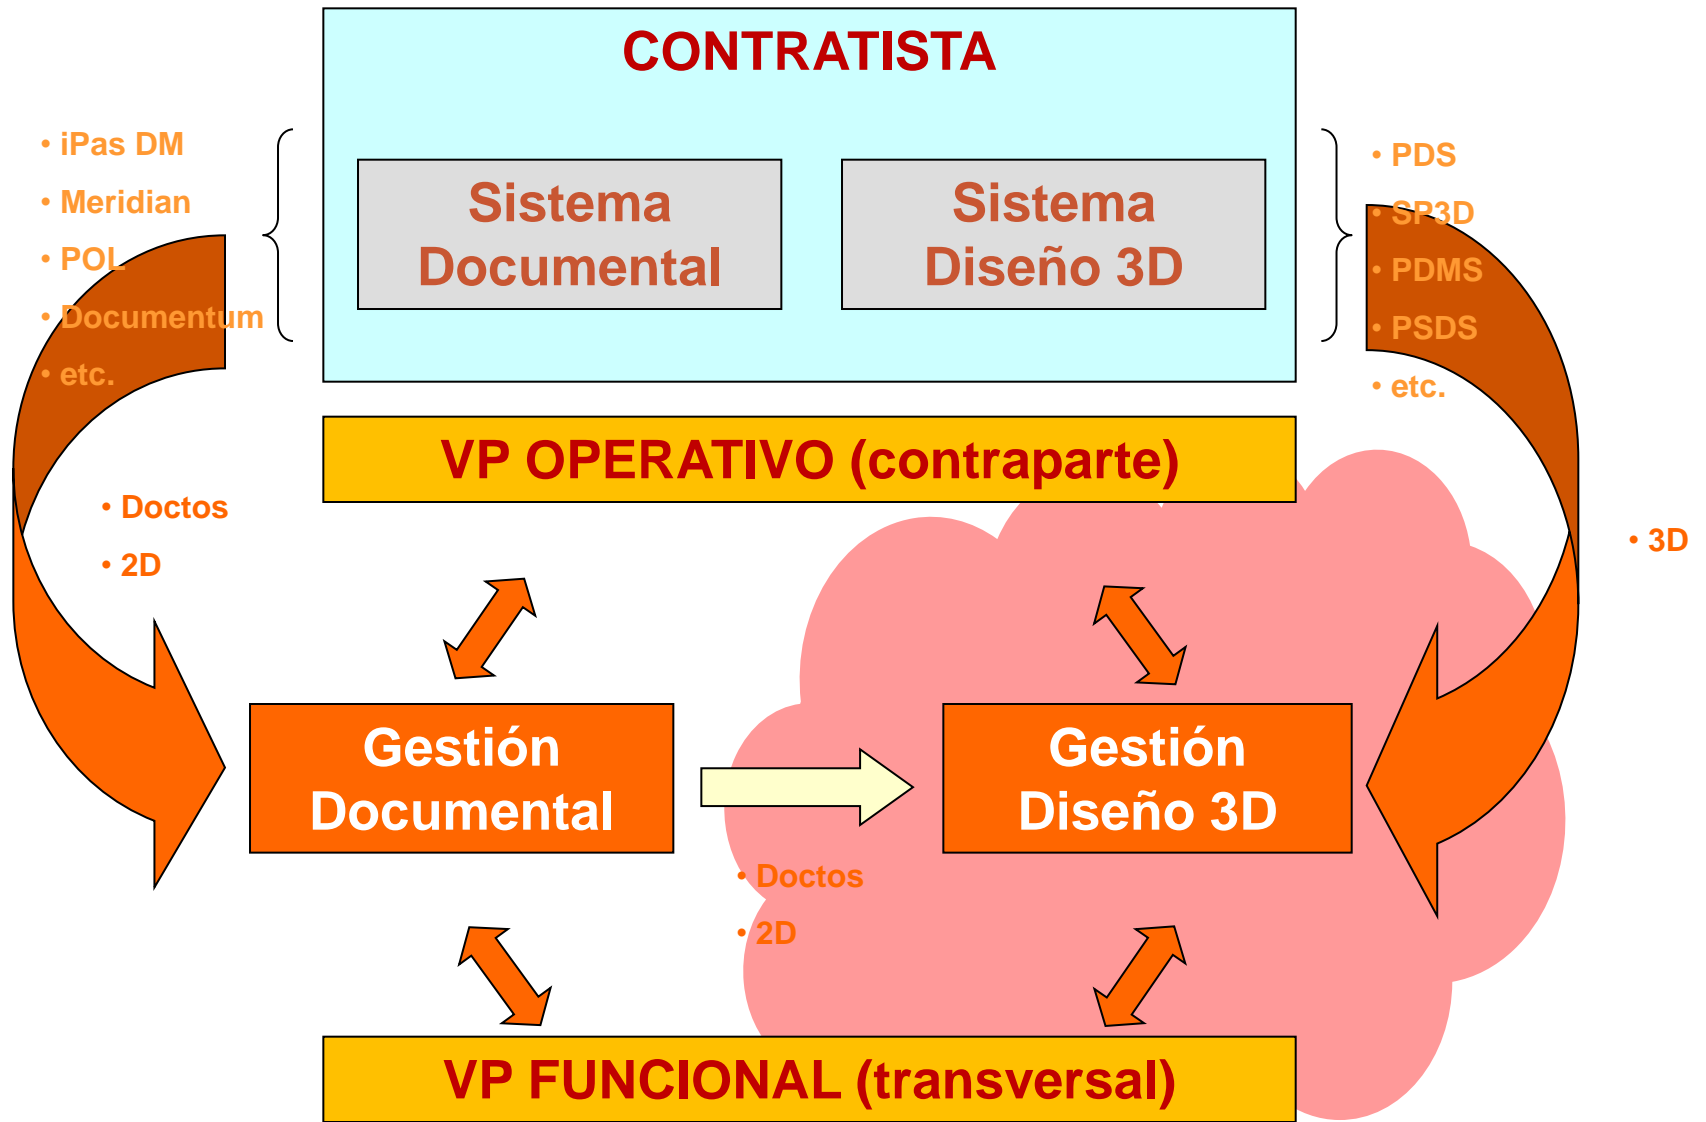 CONTRATISTA
• iPas DM
• Meridian
• POL
• Documentum
• etc.
Sistema
Documental
Sistema
Diseño 3D
• PDS
• SP3D
• PDMS
• PSDS
• etc.
VP OPERATIVO (contraparte)
• Doctos
• 2D
• 3D
Gestión
Documental
Gestión
Diseño 3D
• Doctos
• 2D
VP FUNCIONAL (transversal)